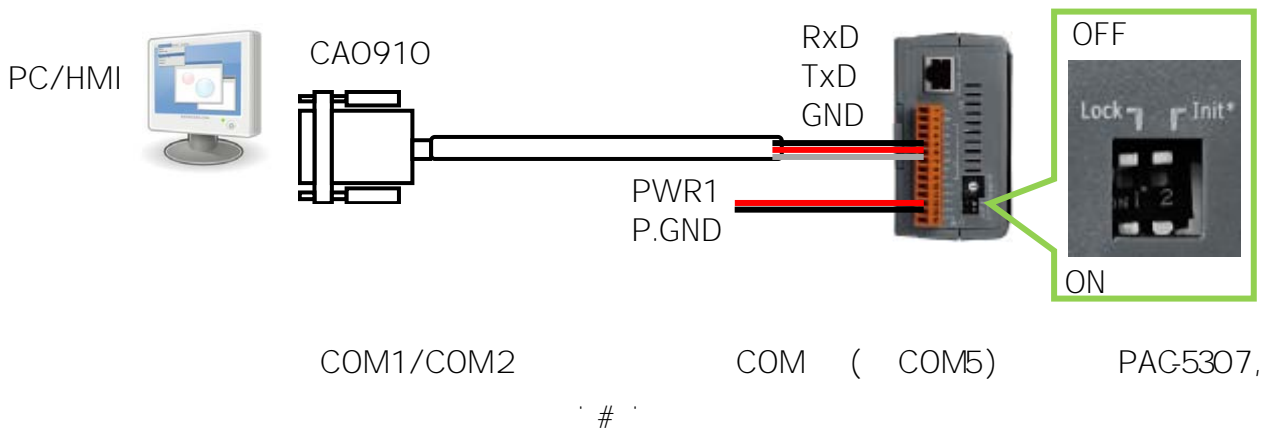 PC/HMI
CA0910
RxD
TxD
GND
PWR1
P.GND
OFF
Lock
Init*
1 2
ON
COM1/COM2 COM ( COM5) PAC-5307,
" # "